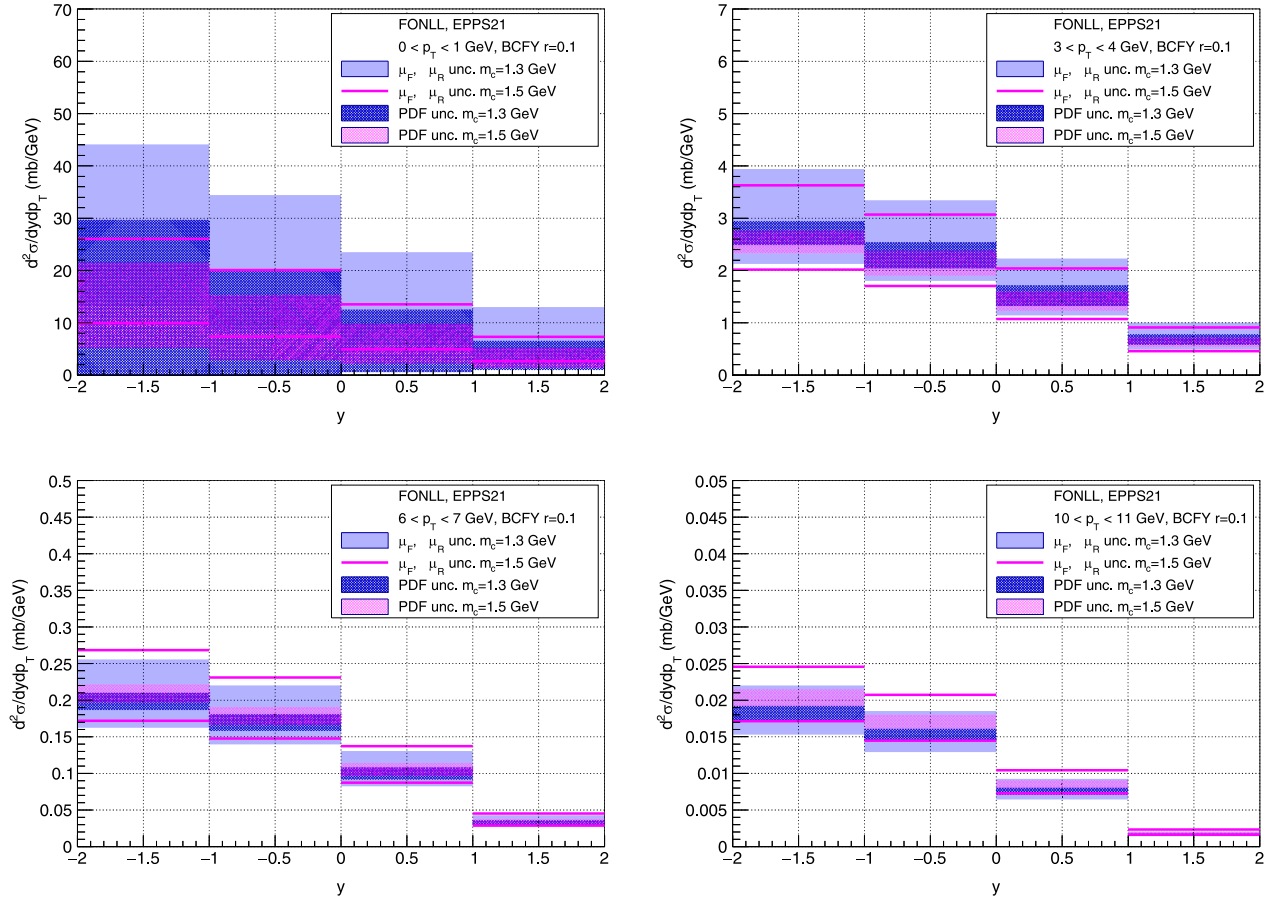 70
60
50
40
30
20
10
0
d²σ/dydp_T (mb/GeV)
FONLL, EPPS21
0 < p_T < 1 GeV, BCFY r=0.1
μ_F, μ_R unc. m_c=1.3 GeV
μ_F, μ_R unc. m_c=1.5 GeV
PDF unc. m_c=1.3 GeV
PDF unc. m_c=1.5 GeV
−2 −1.5 −1 −0.5 0 0.5 1 1.5 2
y
7
6
5
4
3
2
1
0
d²σ/dydp_T (mb/GeV)
FONLL, EPPS21
3 < p_T < 4 GeV, BCFY r=0.1
μ_F, μ_R unc. m_c=1.3 GeV
μ_F, μ_R unc. m_c=1.5 GeV
PDF unc. m_c=1.3 GeV
PDF unc. m_c=1.5 GeV
−2 −1.5 −1 −0.5 0 0.5 1 1.5 2
y
0.5
0.45
0.4
0.35
0.3
0.25
0.2
0.15
0.1
0.05
0
d²σ/dydp_T (mb/GeV)
FONLL, EPPS21
6 < p_T < 7 GeV, BCFY r=0.1
μ_F, μ_R unc. m_c=1.3 GeV
μ_F, μ_R unc. m_c=1.5 GeV
PDF unc. m_c=1.3 GeV
PDF unc. m_c=1.5 GeV
−2 −1.5 −1 −0.5 0 0.5 1 1.5 2
y
0.05
0.045
0.04
0.035
0.03
0.025
0.02
0.015
0.01
0.005
0
d²σ/dydp_T (mb/GeV)
FONLL, EPPS21
10 < p_T < 11 GeV, BCFY r=0.1
μ_F, μ_R unc. m_c=1.3 GeV
μ_F, μ_R unc. m_c=1.5 GeV
PDF unc. m_c=1.3 GeV
PDF unc. m_c=1.5 GeV
−2 −1.5 −1 −0.5 0 0.5 1 1.5 2
y